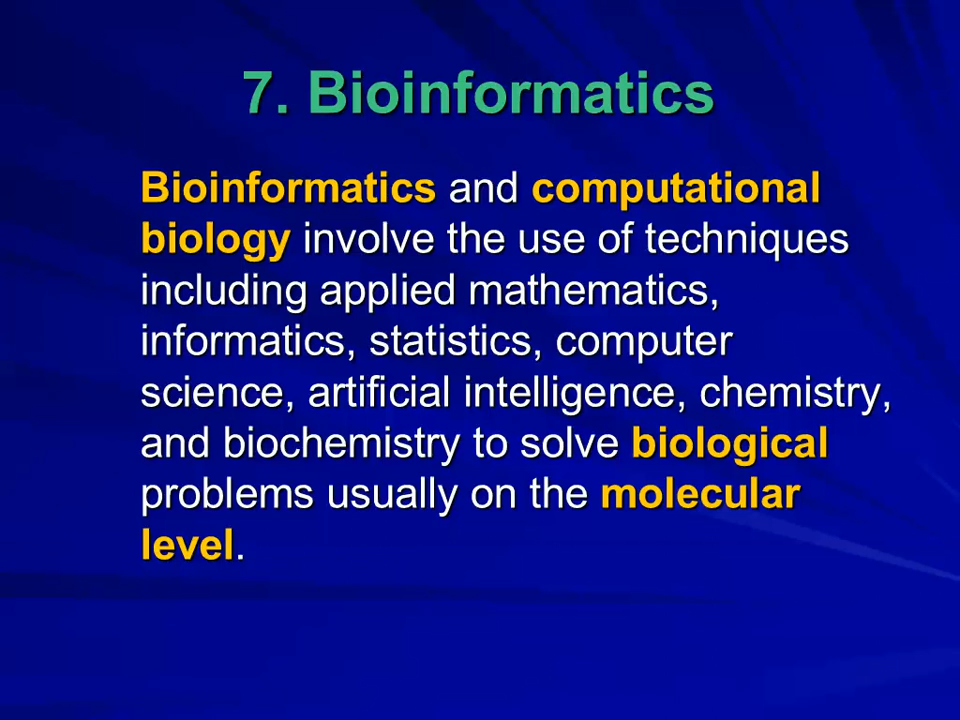 7. Bioinformatics
Bioinformatics and computational
biology involve the use of techniques
including applied mathematics,
informatics, statistics, computer
science, artificial intelligence, chemistry,
and biochemistry to solve biological
problems usually on the molecular
level.